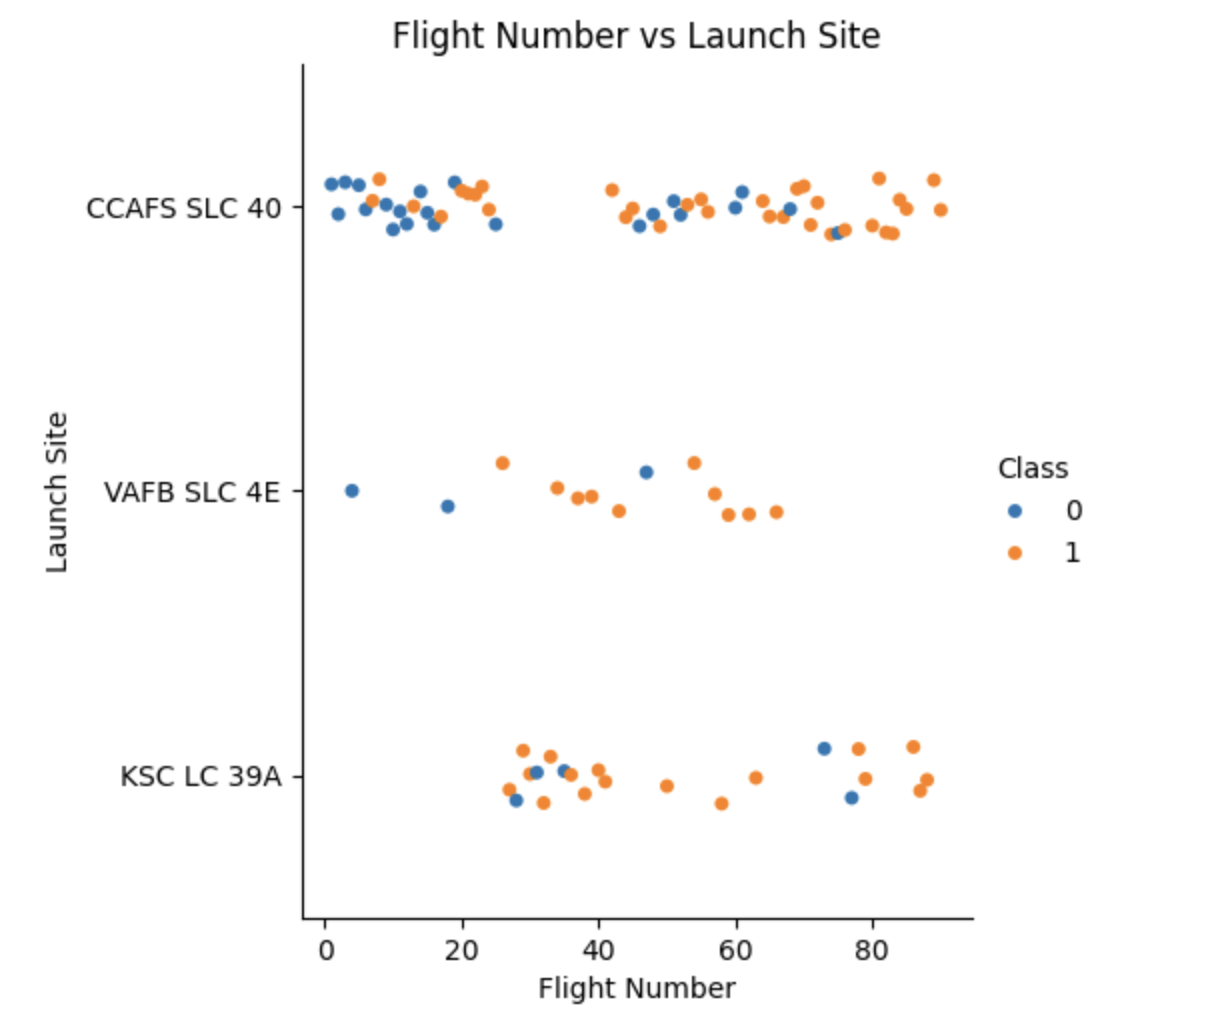 Flight Number vs Launch Site
CCAFS SLC 40
VAFB SLC 4E
KSC LC 39A
Launch Site
0
20
40
60
80
Flight Number
Class
0
1